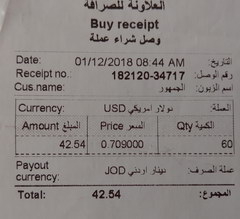 العلاونة للصرافة
Buy receipt
وصل شراء عملة
Date: 01/12/2018 08:44 AM التاريخ:
Receipt no.: 182120-34717 رقم الوصل:
Cus.name: الجمهور اسم الزبون:
Currency: USD دولار امريكي العملة:
Amount المبلغ Price السعر Qty الكمية
42.54 0.709000 60
Payout currency: JOD دينار اردني عملة الصرف:
Total: 42.54 المجموع: